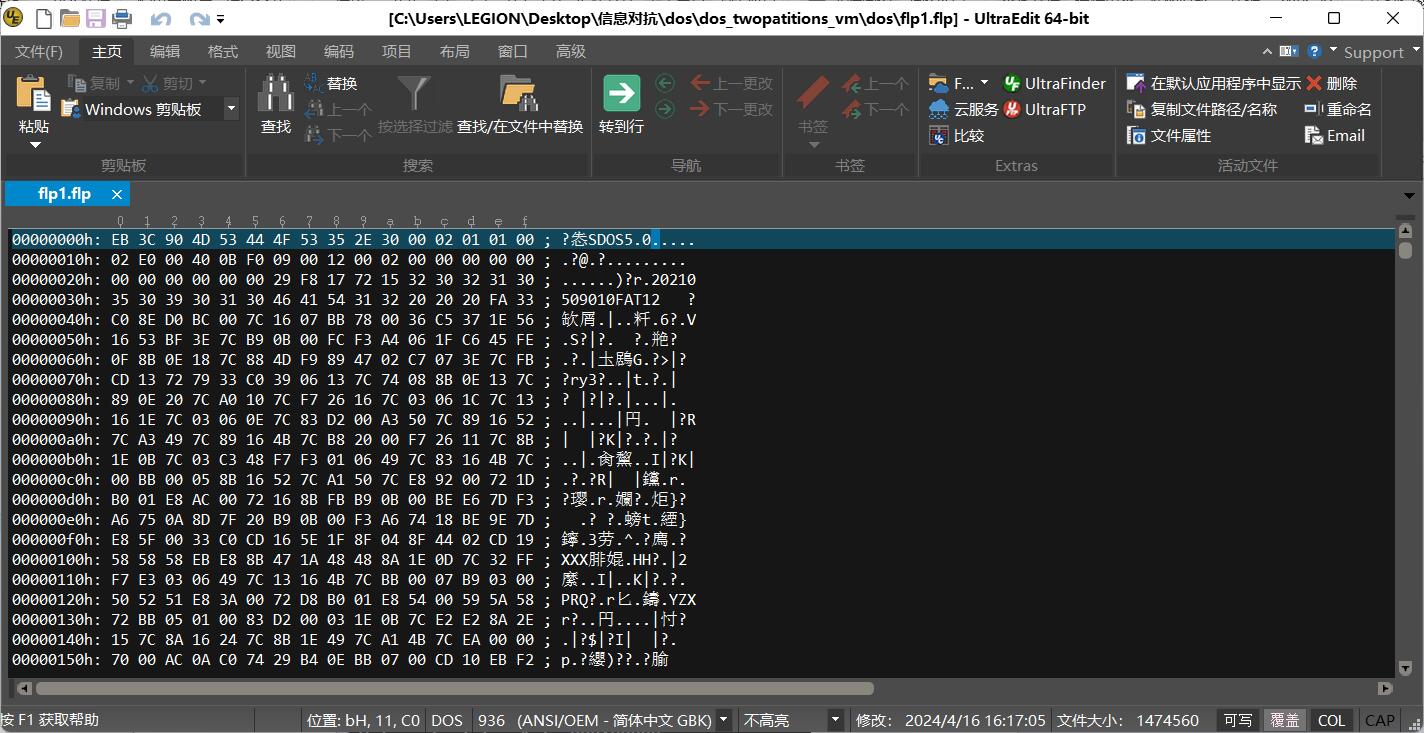 [C:\Users\LEGION\Desktop\信息对抗\dos\dos_twopatitions_vm\dos\flp1.flp] - UltraEdit 64-bit
文件(F) 主页 编辑 格式 视图 编码 项目 布局 窗口 高级 Support
复制 剪切 替换 上一更改 上一个 F... UltraFinder 在默认应用程序中显示 删除
Windows 剪贴板 上一个 下一更改 下一个 云服务 UltraFTP 复制文件路径/名称 重命名
粘贴 查找 下一个 按选择过滤 查找/在文件中替换 转到行 书签 比较 文件属性 Email
剪贴板 搜索 导航 书签 Extras 活动文件
flp1.flp
0 1 2 3 4 5 6 7 8 9 a b c d e f
00000000h: EB 3C 90 4D 53 44 4F 53 35 2E 30 00 02 01 01 00 ; ?怣SDOS5.0.....
00000010h: 02 E0 00 40 0B F0 09 00 12 00 02 00 00 00 00 00 ; .?@.?.........
00000020h: 00 00 00 00 00 00 29 F8 17 72 15 32 30 32 31 30 ; ......)?r.20210
00000030h: 35 30 39 30 31 30 46 41 54 31 32 20 20 20 FA 33 ; 509010FAT12   ?
00000040h: C0 8E D0 BC 00 7C 16 07 BB 78 00 36 C5 37 1E 56 ; 缼屑.|..粁.6?.V
00000050h: 16 53 BF 3E 7C B9 0B 00 FC F3 A4 06 1F C6 45 FE ; .S?|?. ?.
00000060h: 0F 8B 0E 18 7C 88 4D F9 89 47 02 C7 07 3E 7C FB ; .?.|圡鶋G.?>|?
00000070h: CD 13 72 79 33 C0 39 06 13 7C 74 08 8B 0E 13 7C ; ?ry3?..|t.?.|
00000080h: 89 0E 20 7C A0 10 7C F7 26 16 7C 03 06 1C 7C 13 ; ? |?|?.|...|.
00000090h: 16 1E 7C 03 06 0E 7C 83 D2 00 A3 50 7C 89 16 52 ; ..|...|円. |?R
000000a0h: 7C A3 49 7C 89 16 4B 7C B8 20 00 F7 26 11 7C 8B ; | |?K|?.?.|?
000000b0h: 1E 0B 7C 03 C3 48 F7 F3 01 06 49 7C 83 16 4B 7C ; ..|.肏黧..I|?K|
000000c0h: 00 BB 00 05 8B 16 52 7C A1 50 7C E8 92 00 72 1D ; .?.?R| |钂.r.
000000d0h: B0 01 E8 AC 00 72 16 8B FB B9 0B 00 BE E6 7D F3 ; ?璎.r.孄?.炬}?
000000e0h: A6 75 0A 8D 7F 20 B9 0B 00 F3 A6 74 18 BE 9E 7D ; . ? ?.螃t.緸}
000000f0h: E8 5F 00 33 C0 CD 16 5E 1F 8F 04 8F 44 02 CD 19 ; .3劳.^.?廌.?
00000100h: 58 58 58 EB E8 8B 47 1A 48 48 8A 1E 0D 7C 32 FF ; XXX腓婫.HH?.|2
00000110h: F7 E3 03 06 49 7C 13 16 4B 7C BB 00 07 B9 03 00 ; 縻..I|..K|?.?.
00000120h: 50 52 51 E8 3A 00 72 D8 B0 01 E8 54 00 59 5A 58 ; PRQ?.r匕.鑄.YZX
00000130h: 72 BB 05 01 00 83 D2 00 03 1E 0B 7C E2 E2 8A 2E ; r?..円....|忖?
00000140h: 15 7C 8A 16 24 7C 8B 1E 49 7C A1 4B 7C EA 00 00 ; .|?$|?I| |?.
00000150h: 70 00 AC 0A C0 74 29 B4 0E BB 07 00 CD 10 EB F2 ; p.?纓)??.?腧
按 F1 获取帮助 位置: bH, 11, C0 DOS 936 (ANSI/OEM - 简体中文 GBK) 不高亮 修改: 2024/4/16 16:17:05 文件大小: 1474560 可写 覆盖 COL CAP